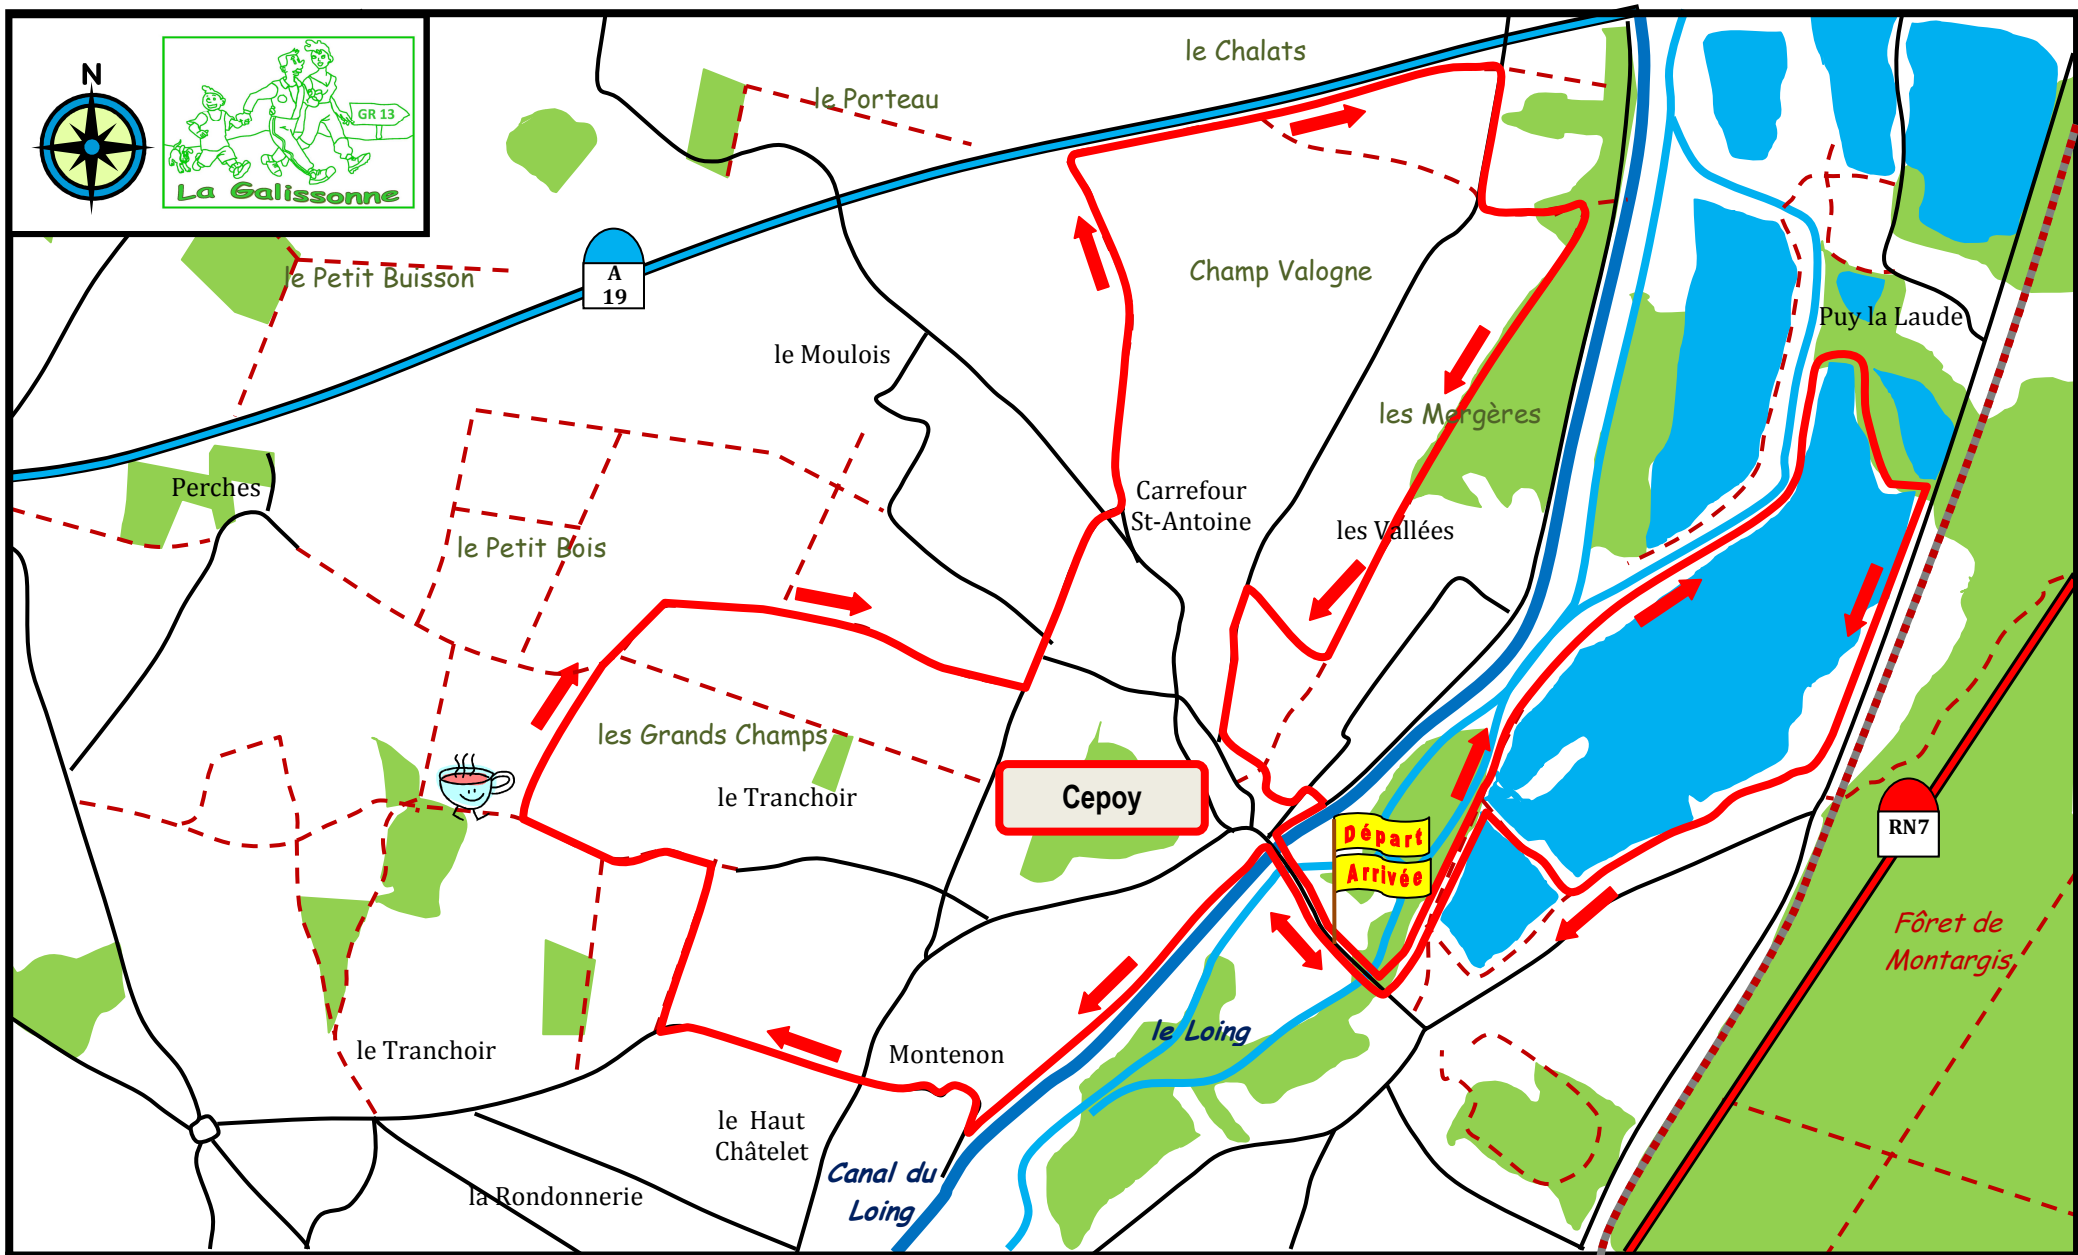 N
GR 13
La Galissonne
le Chalats
le Porteau
le Petit Buisson
A
19
Champ Valogne
Puy la Laude
le Moulois
les Mergères
Perches
Carrefour
St-Antoine
les Vallées
le Petit Bois
les Grands Champs
le Tranchoir
Cepoy
Départ
Arrivée
RN7
Fôret de
Montargis
le Loing
le Tranchoir
Montenon
le Haut
Châtelet
Canal du
Loing
la Rondonnerie